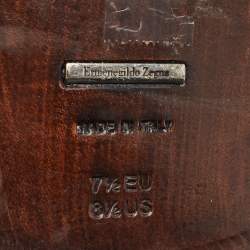 Ermenegildo Zegna
MADE IN ITALY
7½ EU
8½ US